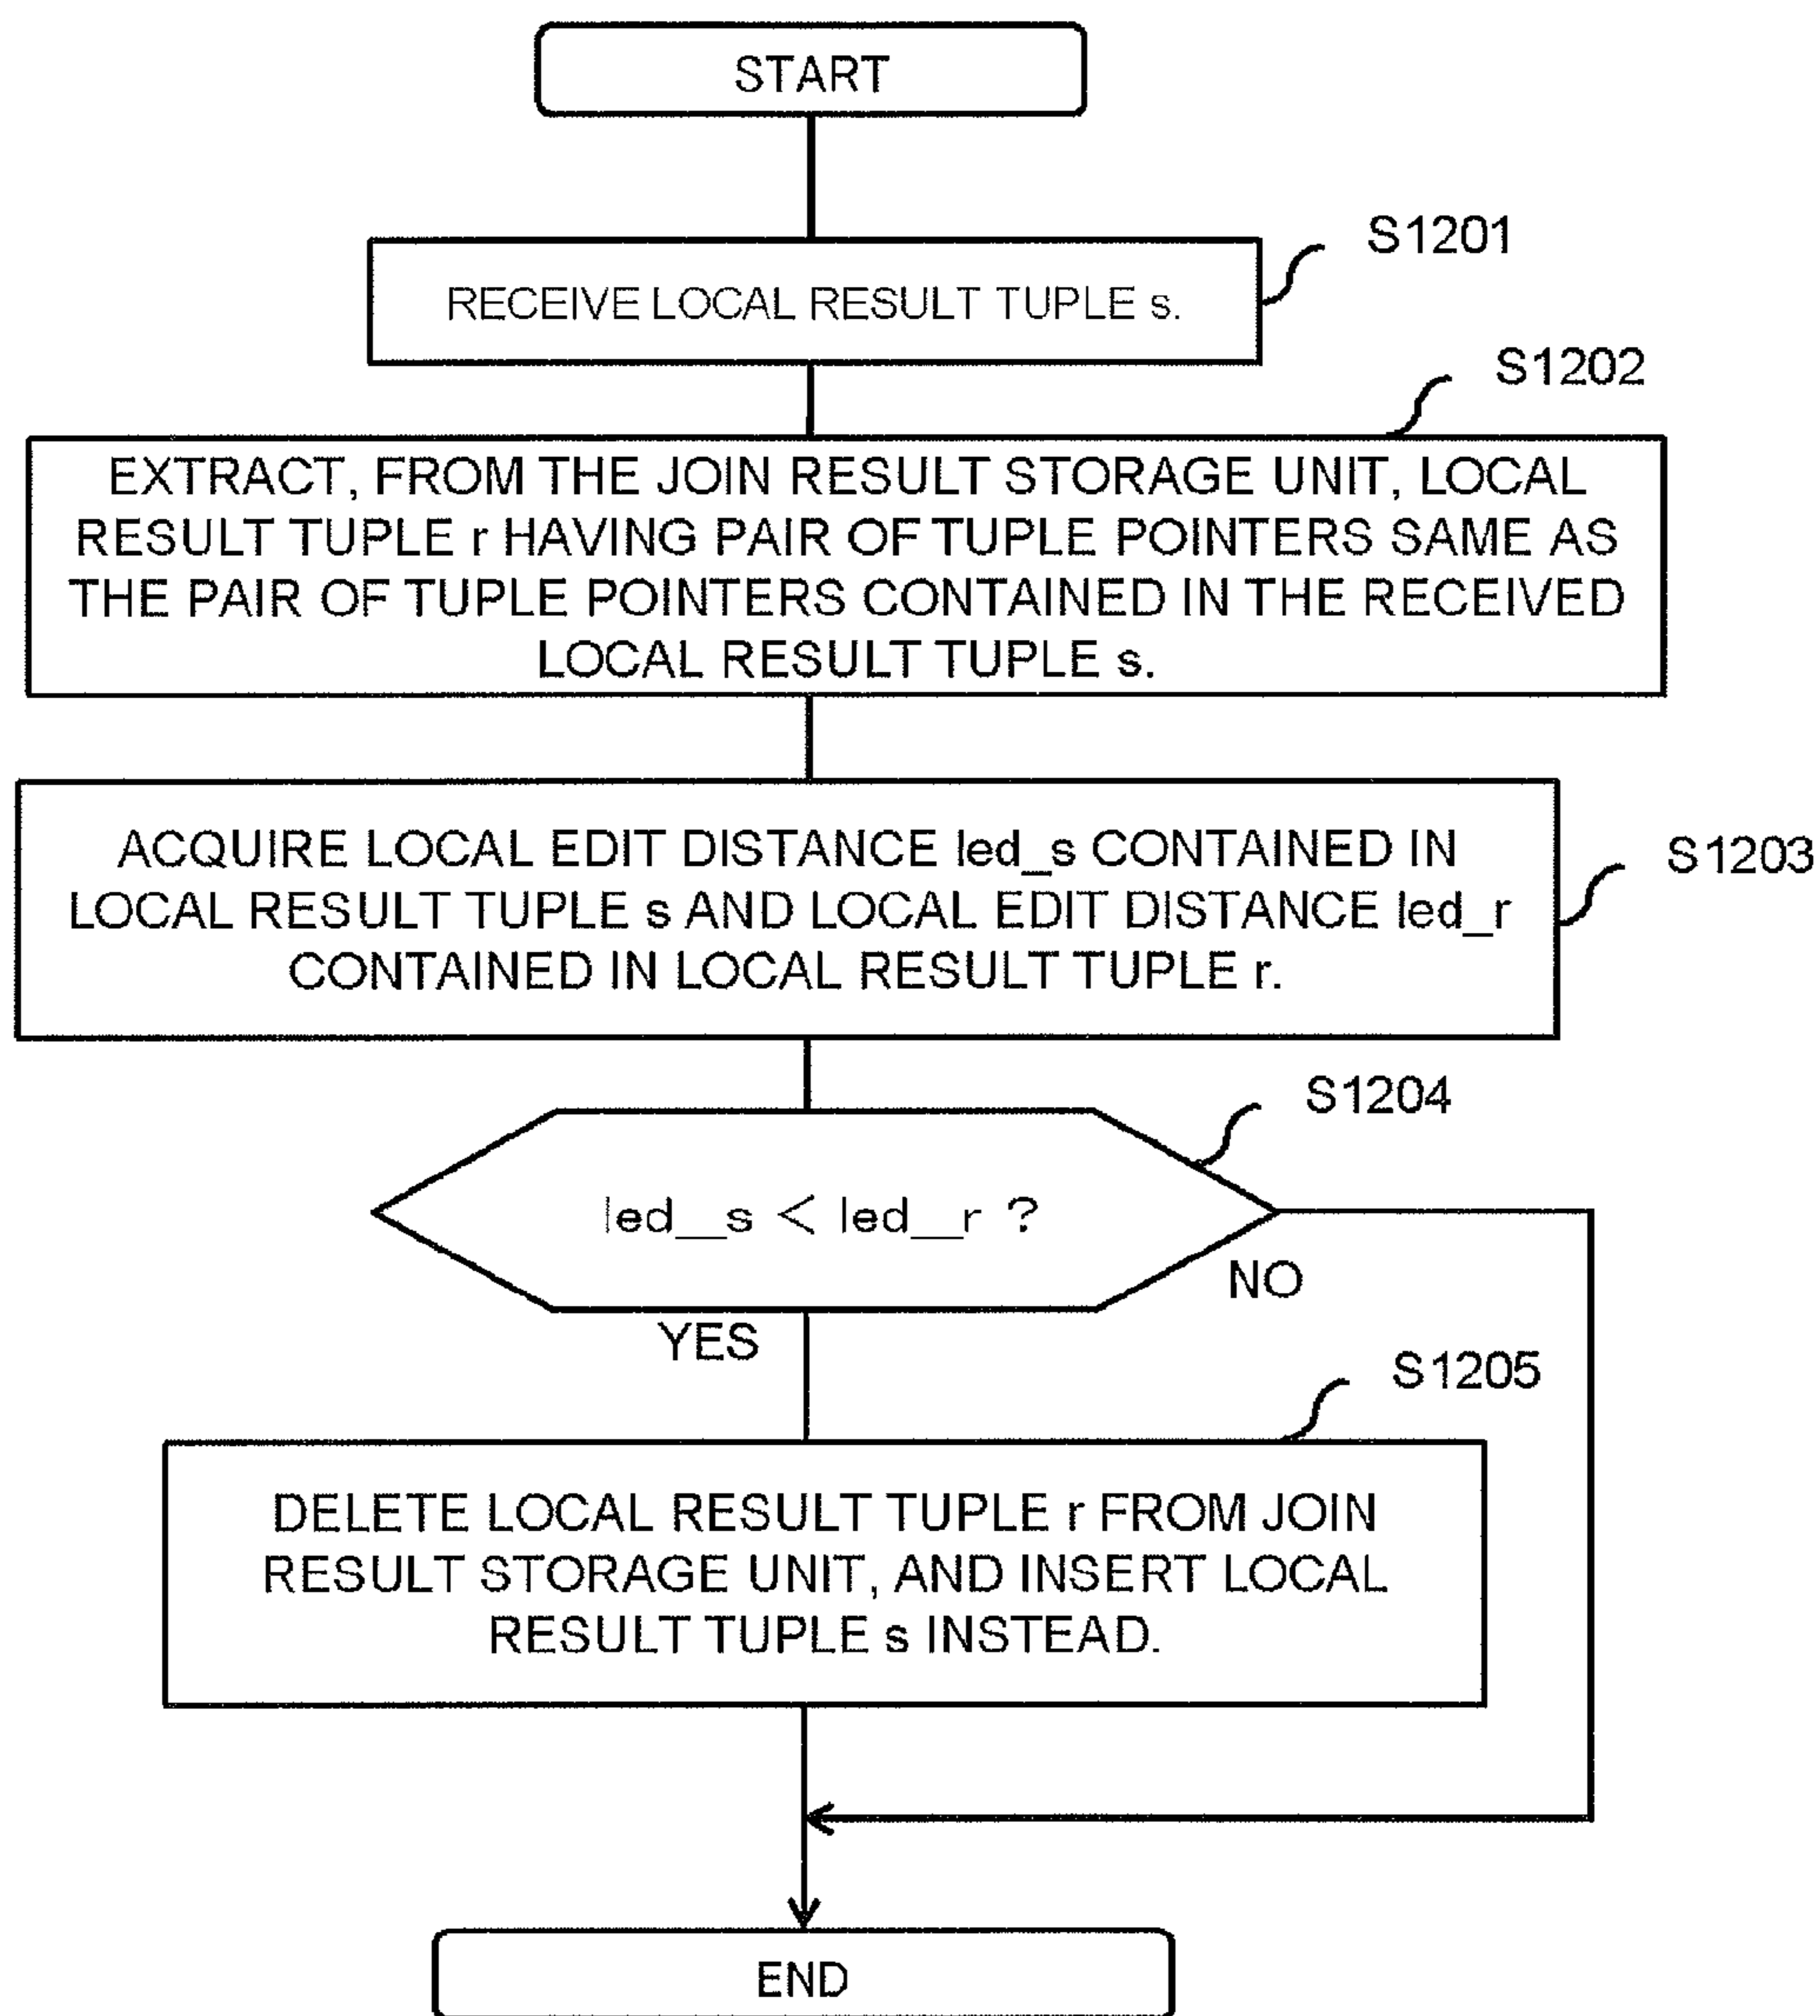 START
S1201
RECEIVE LOCAL RESULT TUPLE s.
S1202
EXTRACT, FROM THE JOIN RESULT STORAGE UNIT, LOCAL
RESULT TUPLE r HAVING PAIR OF TUPLE POINTERS SAME AS
THE PAIR OF TUPLE POINTERS CONTAINED IN THE RECEIVED
LOCAL RESULT TUPLE s.
S1203
ACQUIRE LOCAL EDIT DISTANCE led_s CONTAINED IN
LOCAL RESULT TUPLE s AND LOCAL EDIT DISTANCE led_r
CONTAINED IN LOCAL RESULT TUPLE r.
S1204
led__s < led__r ?
NO
YES
S1205
DELETE LOCAL RESULT TUPLE r FROM JOIN
RESULT STORAGE UNIT, AND INSERT LOCAL
RESULT TUPLE s INSTEAD.
END